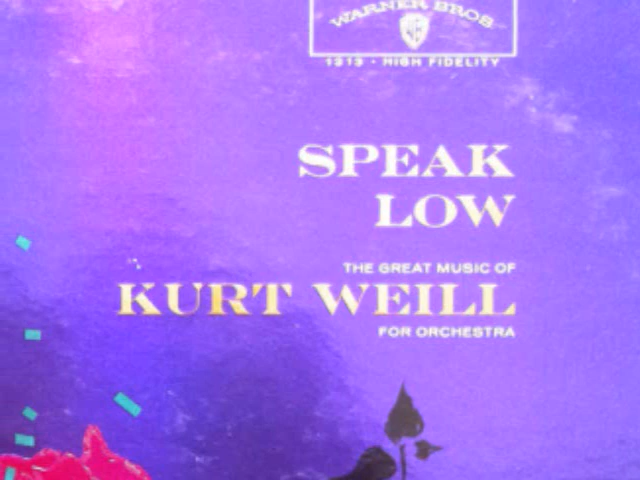 WARNER BROS
WB
1313 · HIGH FIDELITY
SPEAK
LOW
THE GREAT MUSIC OF
KURT WEILL
FOR ORCHESTRA